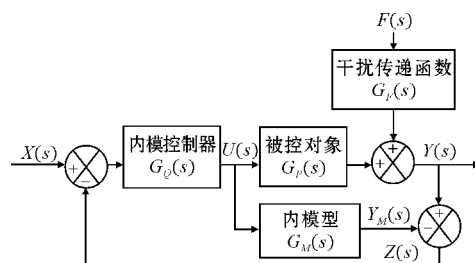 F(s)
干扰传递函数
G_F(s)
X(s)
+
−
内模控制器
G_Q(s)
U(s)
被控对象
G_P(s)
+
+
Y(s)
内模型
G_M(s)
Y_M(s)
+
−
Z(s)